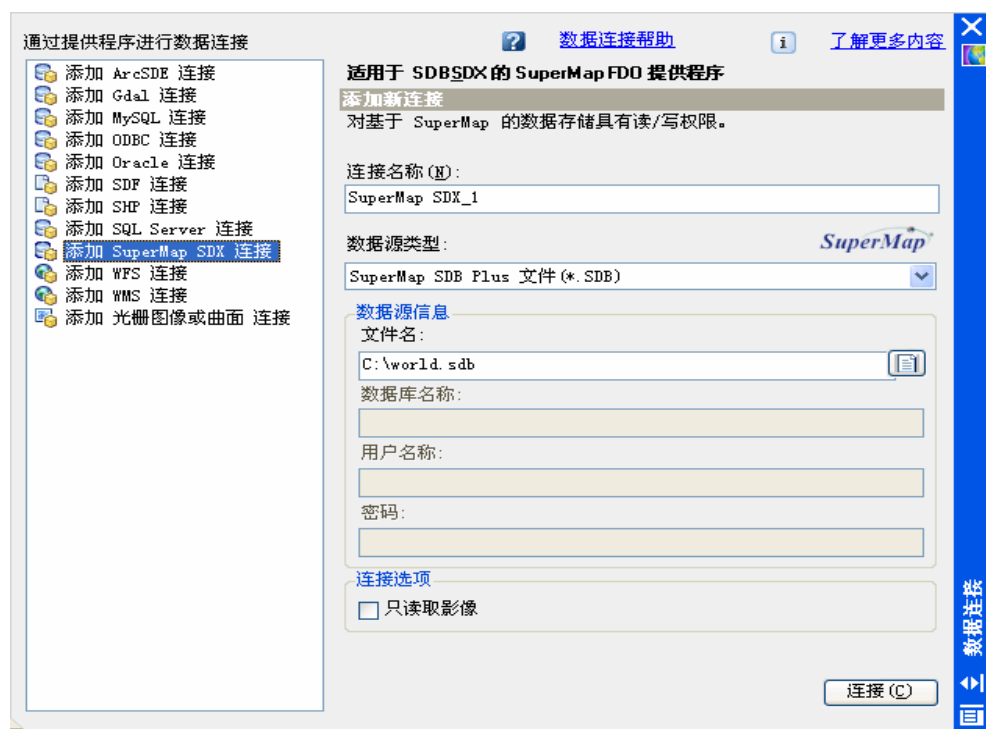 通过提供程序进行数据连接
数据连接帮助
了解更多内容
添加 ArcSDE 连接
添加 Gdal 连接
添加 MySQL 连接
添加 ODBC 连接
添加 Oracle 连接
添加 SDF 连接
添加 SHP 连接
添加 SQL Server 连接
添加 SuperMap SDX 连接
添加 WFS 连接
添加 WMS 连接
添加 光栅图像或曲面 连接
适用于 SDBSDX的 SuperMap FDO 提供程序
添加新连接
对基于 SuperMap 的数据存储具有读/写权限。
连接名称(N):
SuperMap SDX_1
数据源类型:
SuperMap
SuperMap SDB Plus 文件(*.SDB)
数据源信息
文件名:
C:\world.sdb
数据库名称:
用户名称:
密码:
连接选项
只读取影像
连接(C)
数据连接